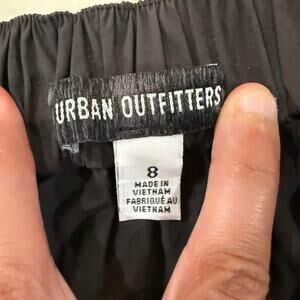 URBAN OUTFITTERS
8
MADE IN
VIETNAM
FABRIQUÉ AU
VIETNAM